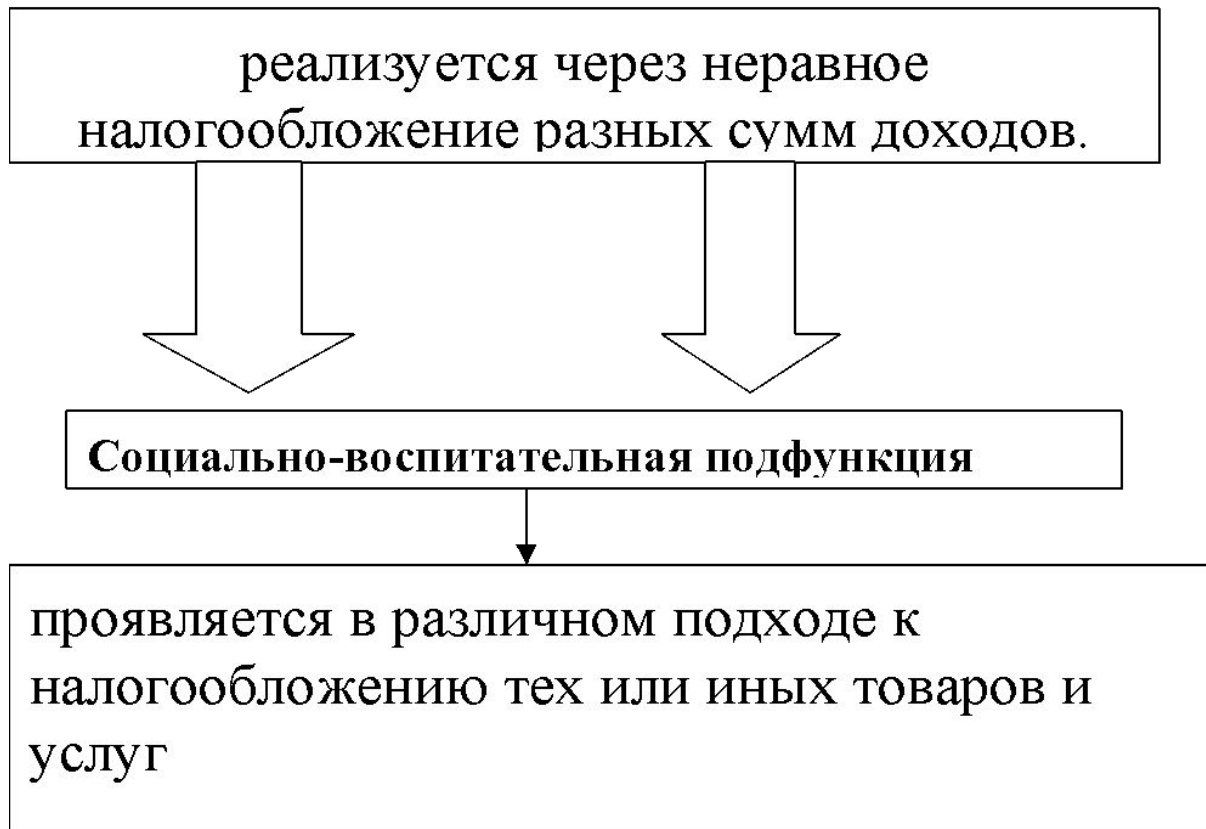 реализуется через неравное
налогообложение разных сумм доходов.
Социально-воспитательная подфункция
проявляется в различном подходе к
налогообложению тех или иных товаров и
услуг